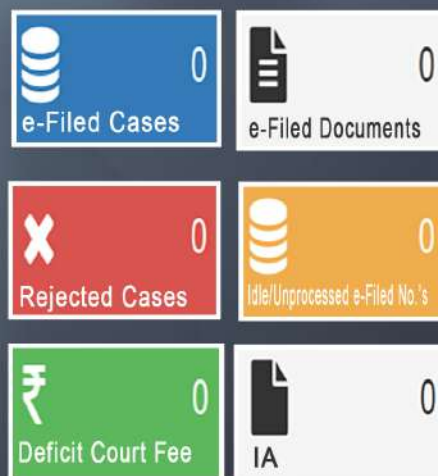 0
e-Filed Cases
0
e-Filed Documents
0
Rejected Cases
0
Idle/Unprocessed e-Filed No.'s
₹
0
Deficit Court Fee
0
IA